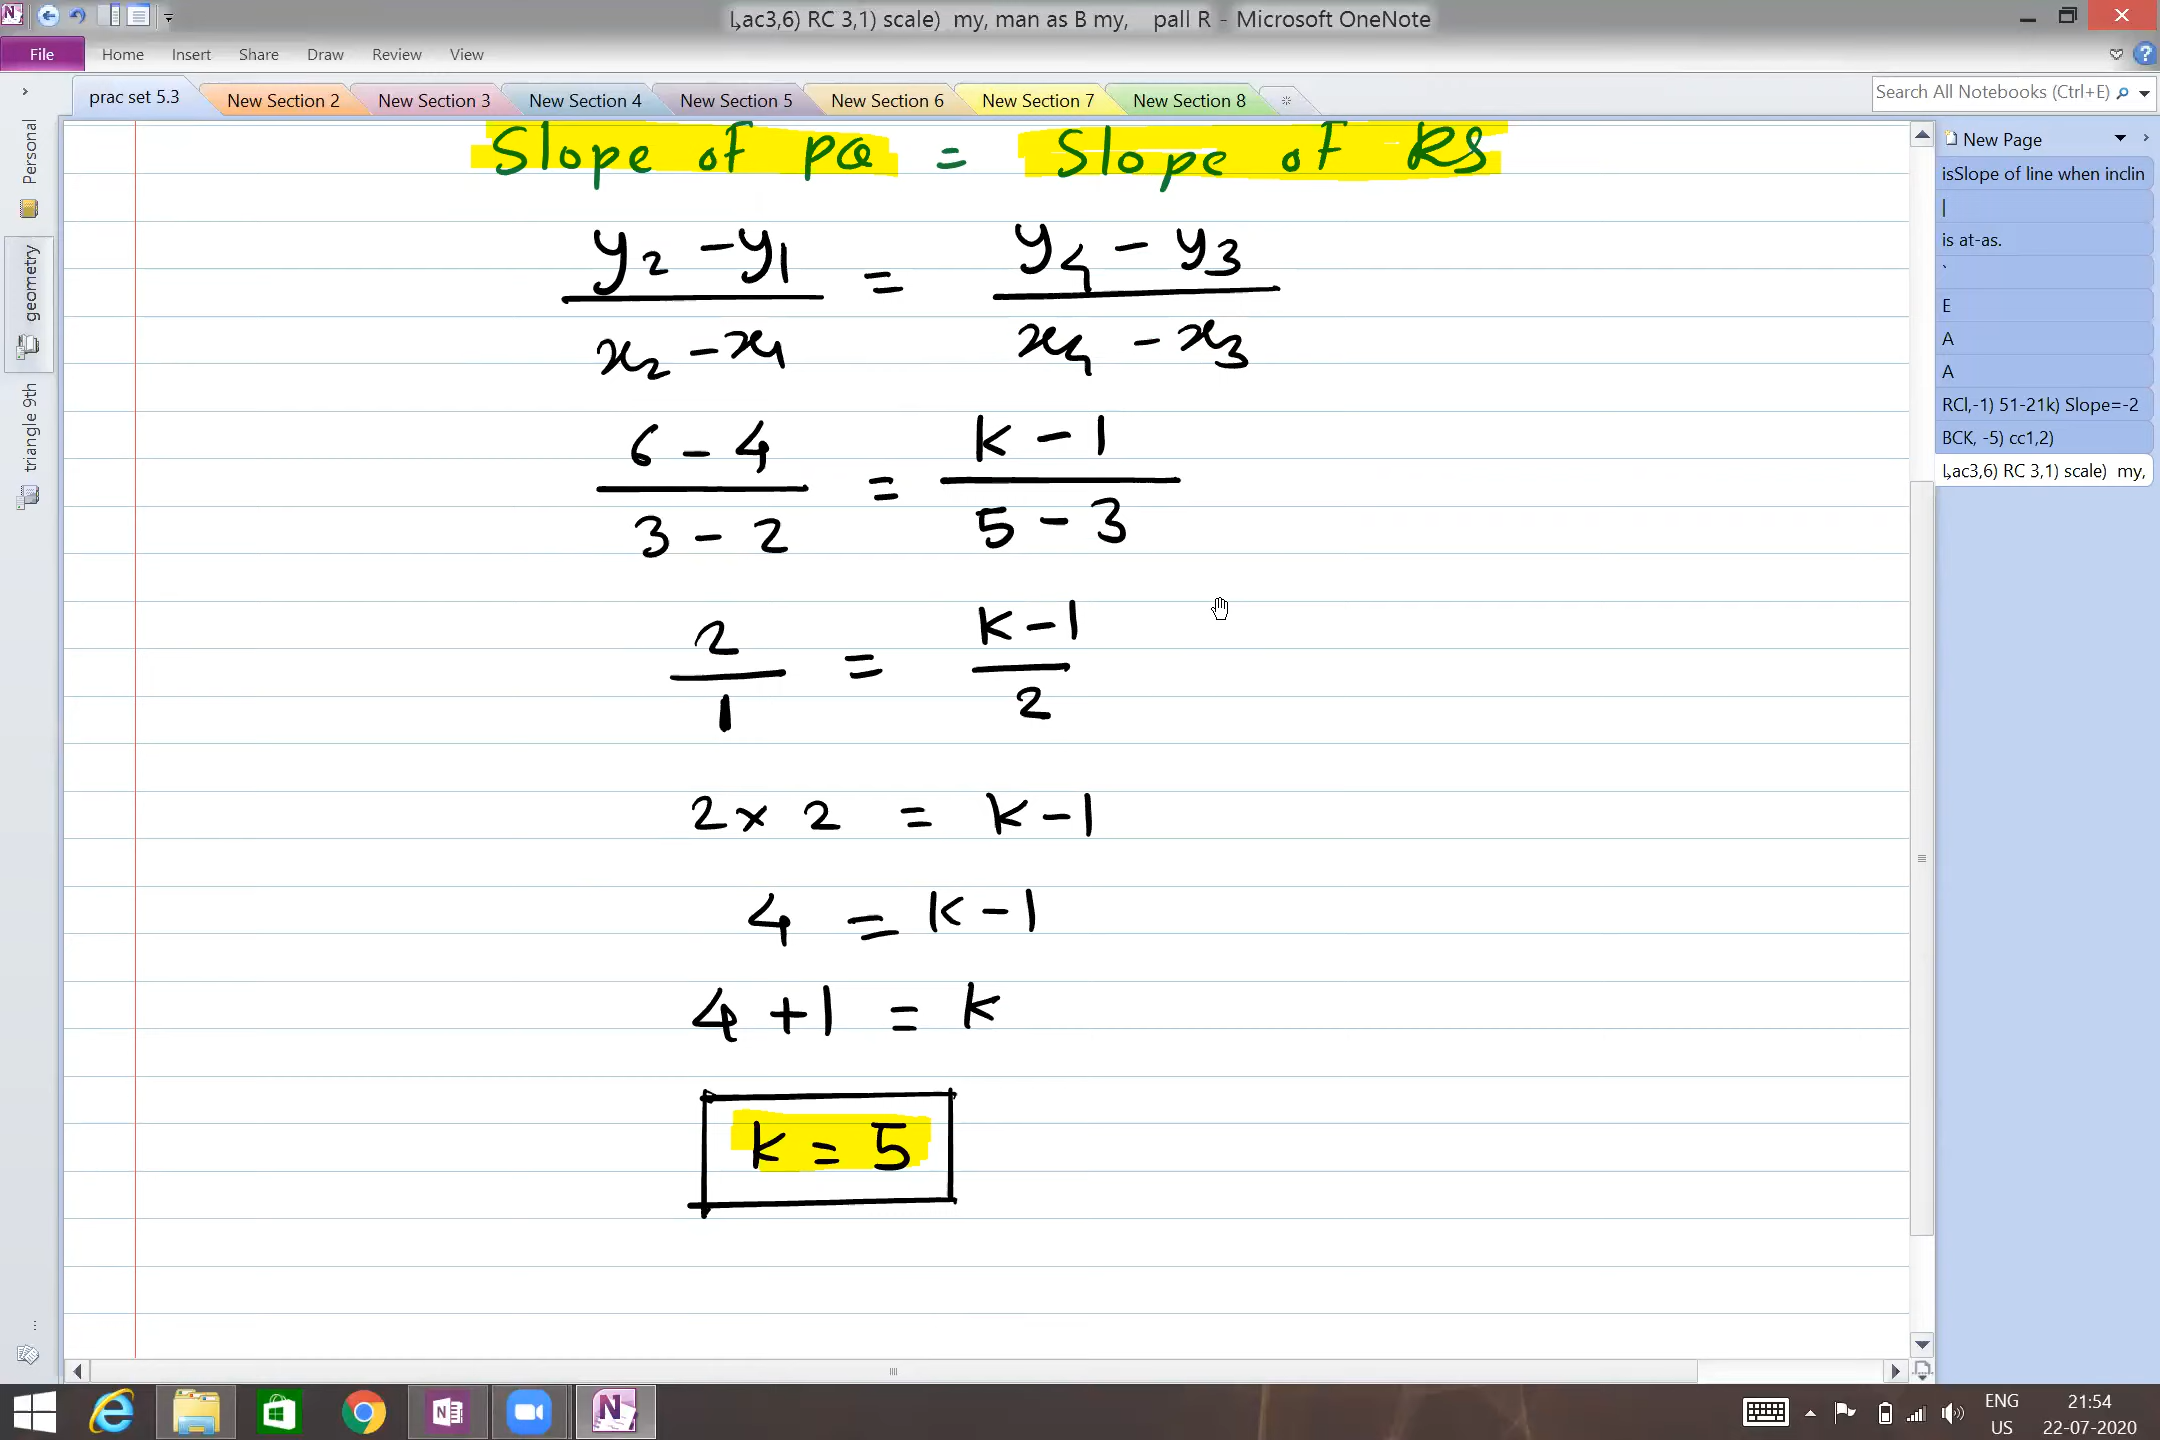 Lac3,6) RC 3,1) scale) my, man as B my, pall R - Microsoft OneNote
File Home Insert Share Draw Review View
prac set 5.3 New Section 2 New Section 3 New Section 4 New Section 5 New Section 6 New Section 7 New Section 8
Search All Notebooks (Ctrl+E)
Personal
geometry
triangle 9th
Slope of PQ = Slope of RS
y2 - y1 = y4 - y3
x2 - x1 x4 - x3
6 - 4 = k - 1
3 - 2 5 - 3
2 = k - 1
1 2
2 x 2 = k - 1
4 = k - 1
4 + 1 = k
k = 5
New Page
isSlope of line when inclin
|
is at-as.
`
E
A
A
RCl,-1) 51-21k) Slope=-2
BCK, -5) cc1,2)
l,ac3,6) RC 3,1) scale) my,
ENG
US
21:54
22-07-2020